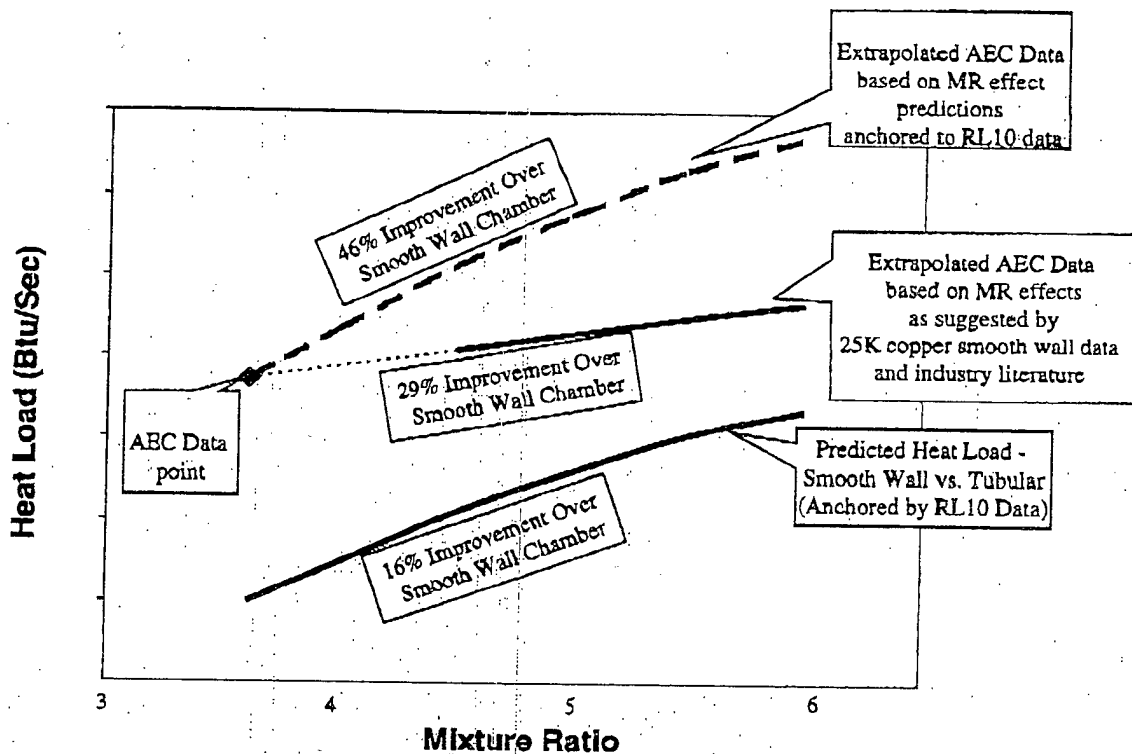 Extrapolated AEC Data
based on MR effect
predictions
anchored to RL10 data
46% Improvement Over
Smooth Wall Chamber
Extrapolated AEC Data
based on MR effects
as suggested by
25K copper smooth wall data
and industry literature
29% Improvement Over
Smooth Wall Chamber
AEC Data
point
Predicted Heat Load -
Smooth Wall vs. Tubular
(Anchored by RL10 Data)
16% Improvement Over
Smooth Wall Chamber
Heat Load (Btu/Sec)
3 4 5 6
Mixture Ratio